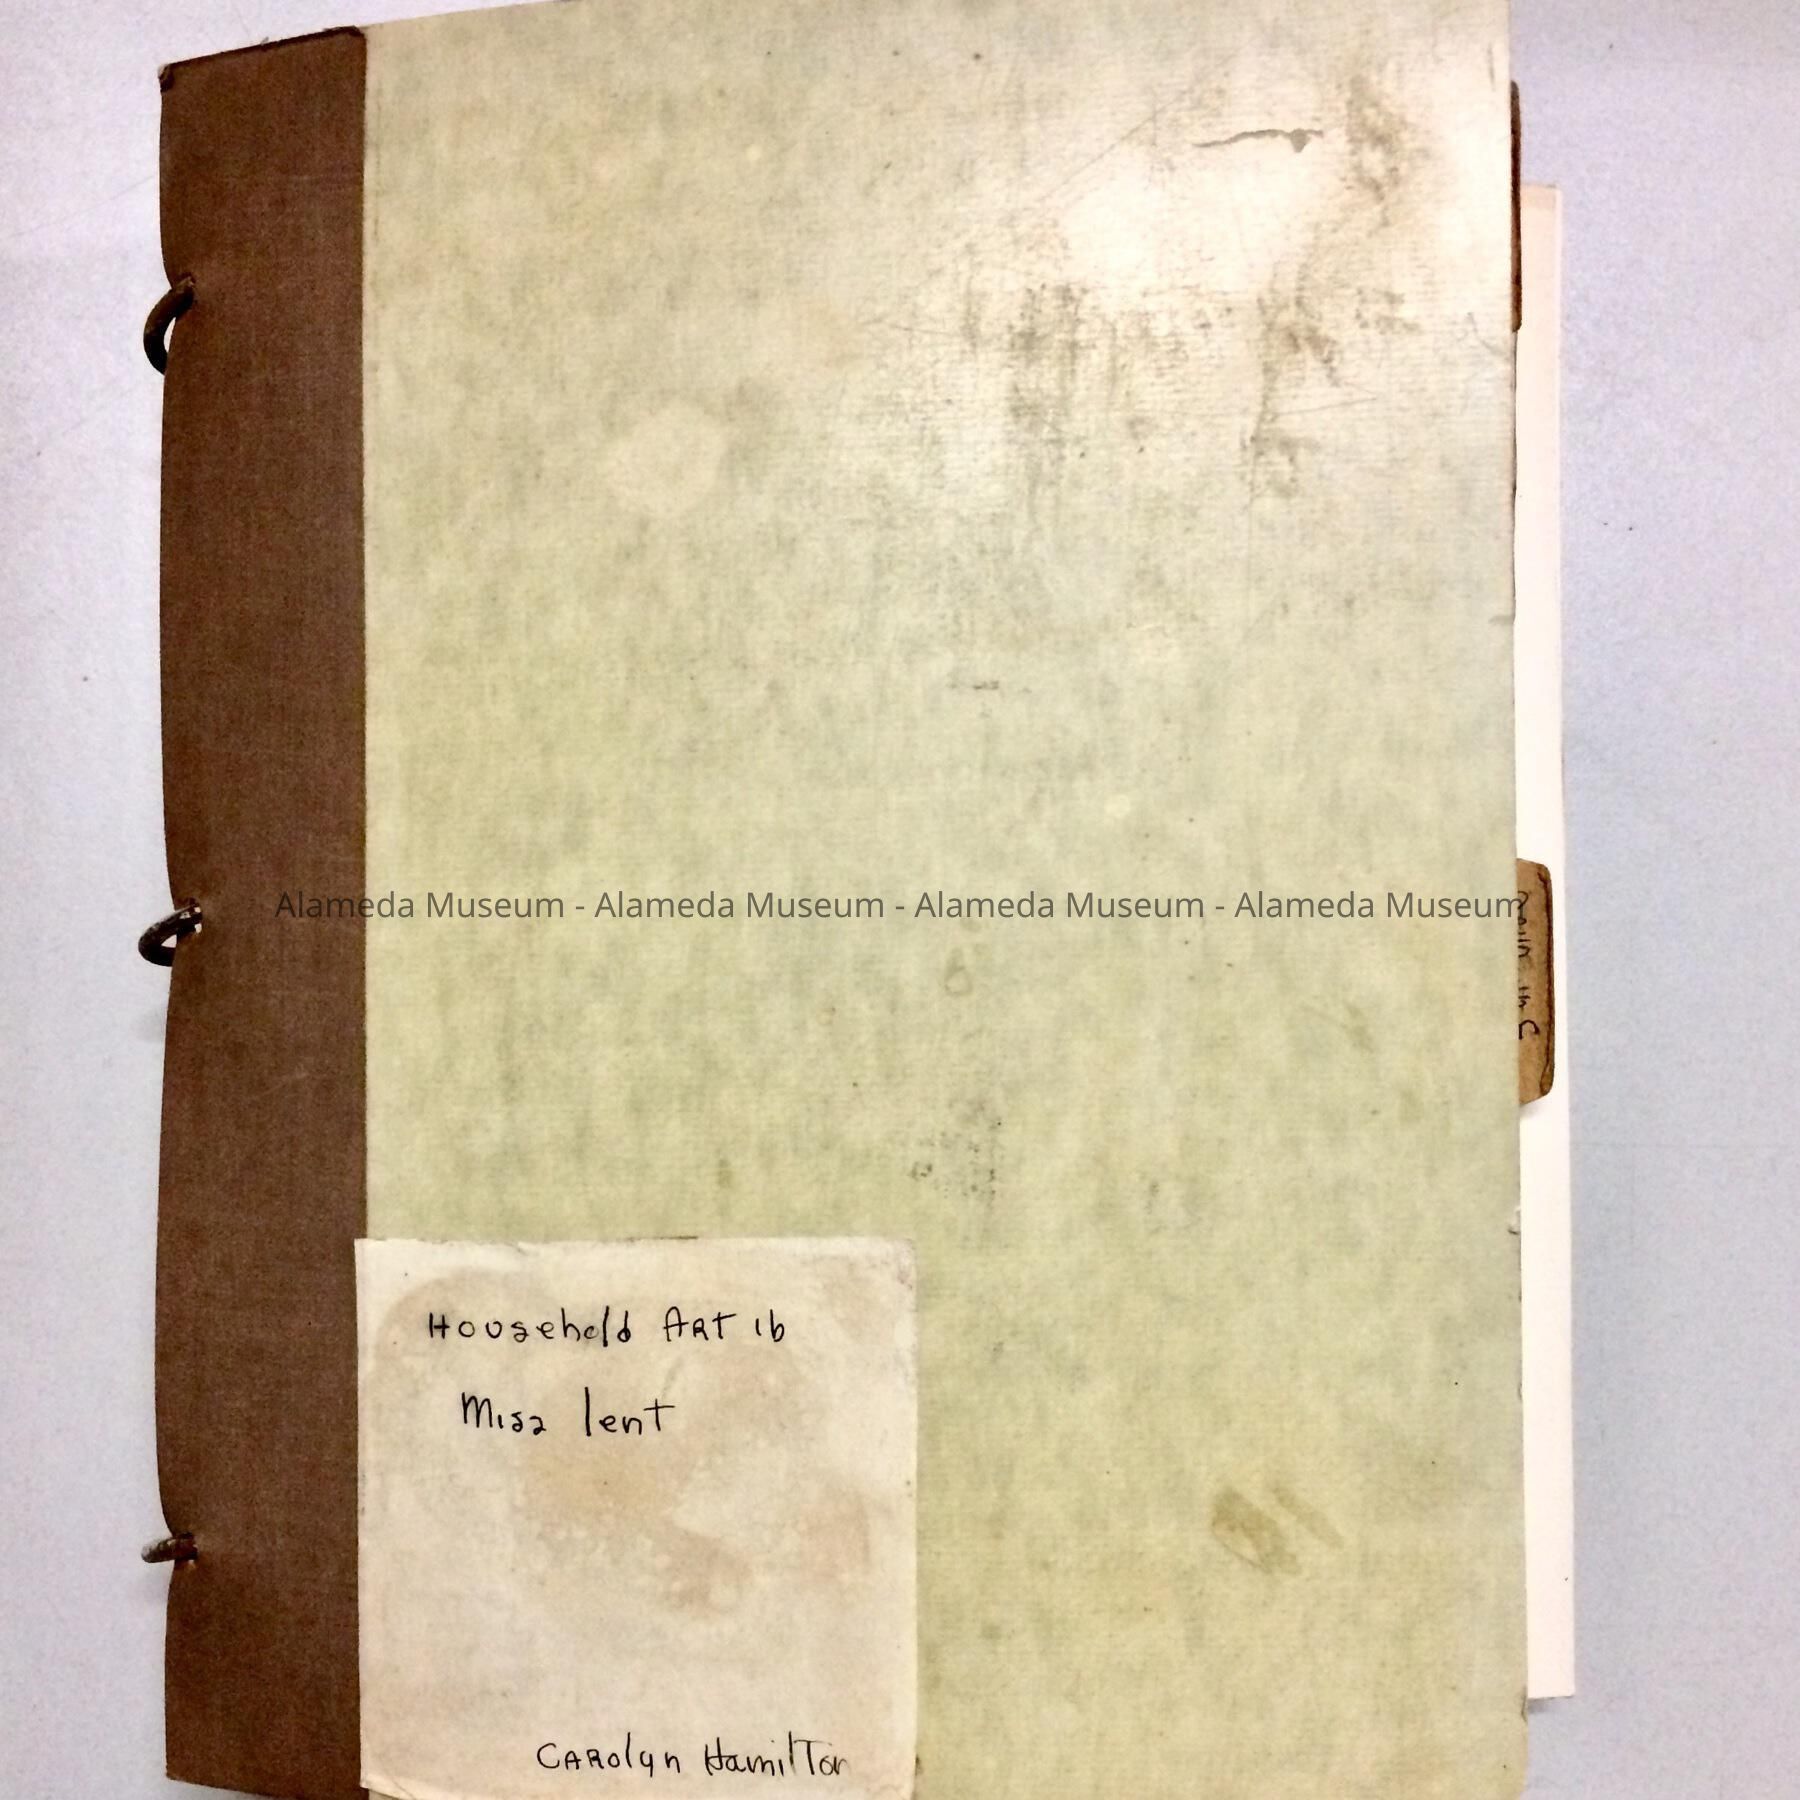 Alameda Museum - Alameda Museum - Alameda Museum - Alameda Museum
Household Art 1b
Miss lent
Carolyn Hamilton